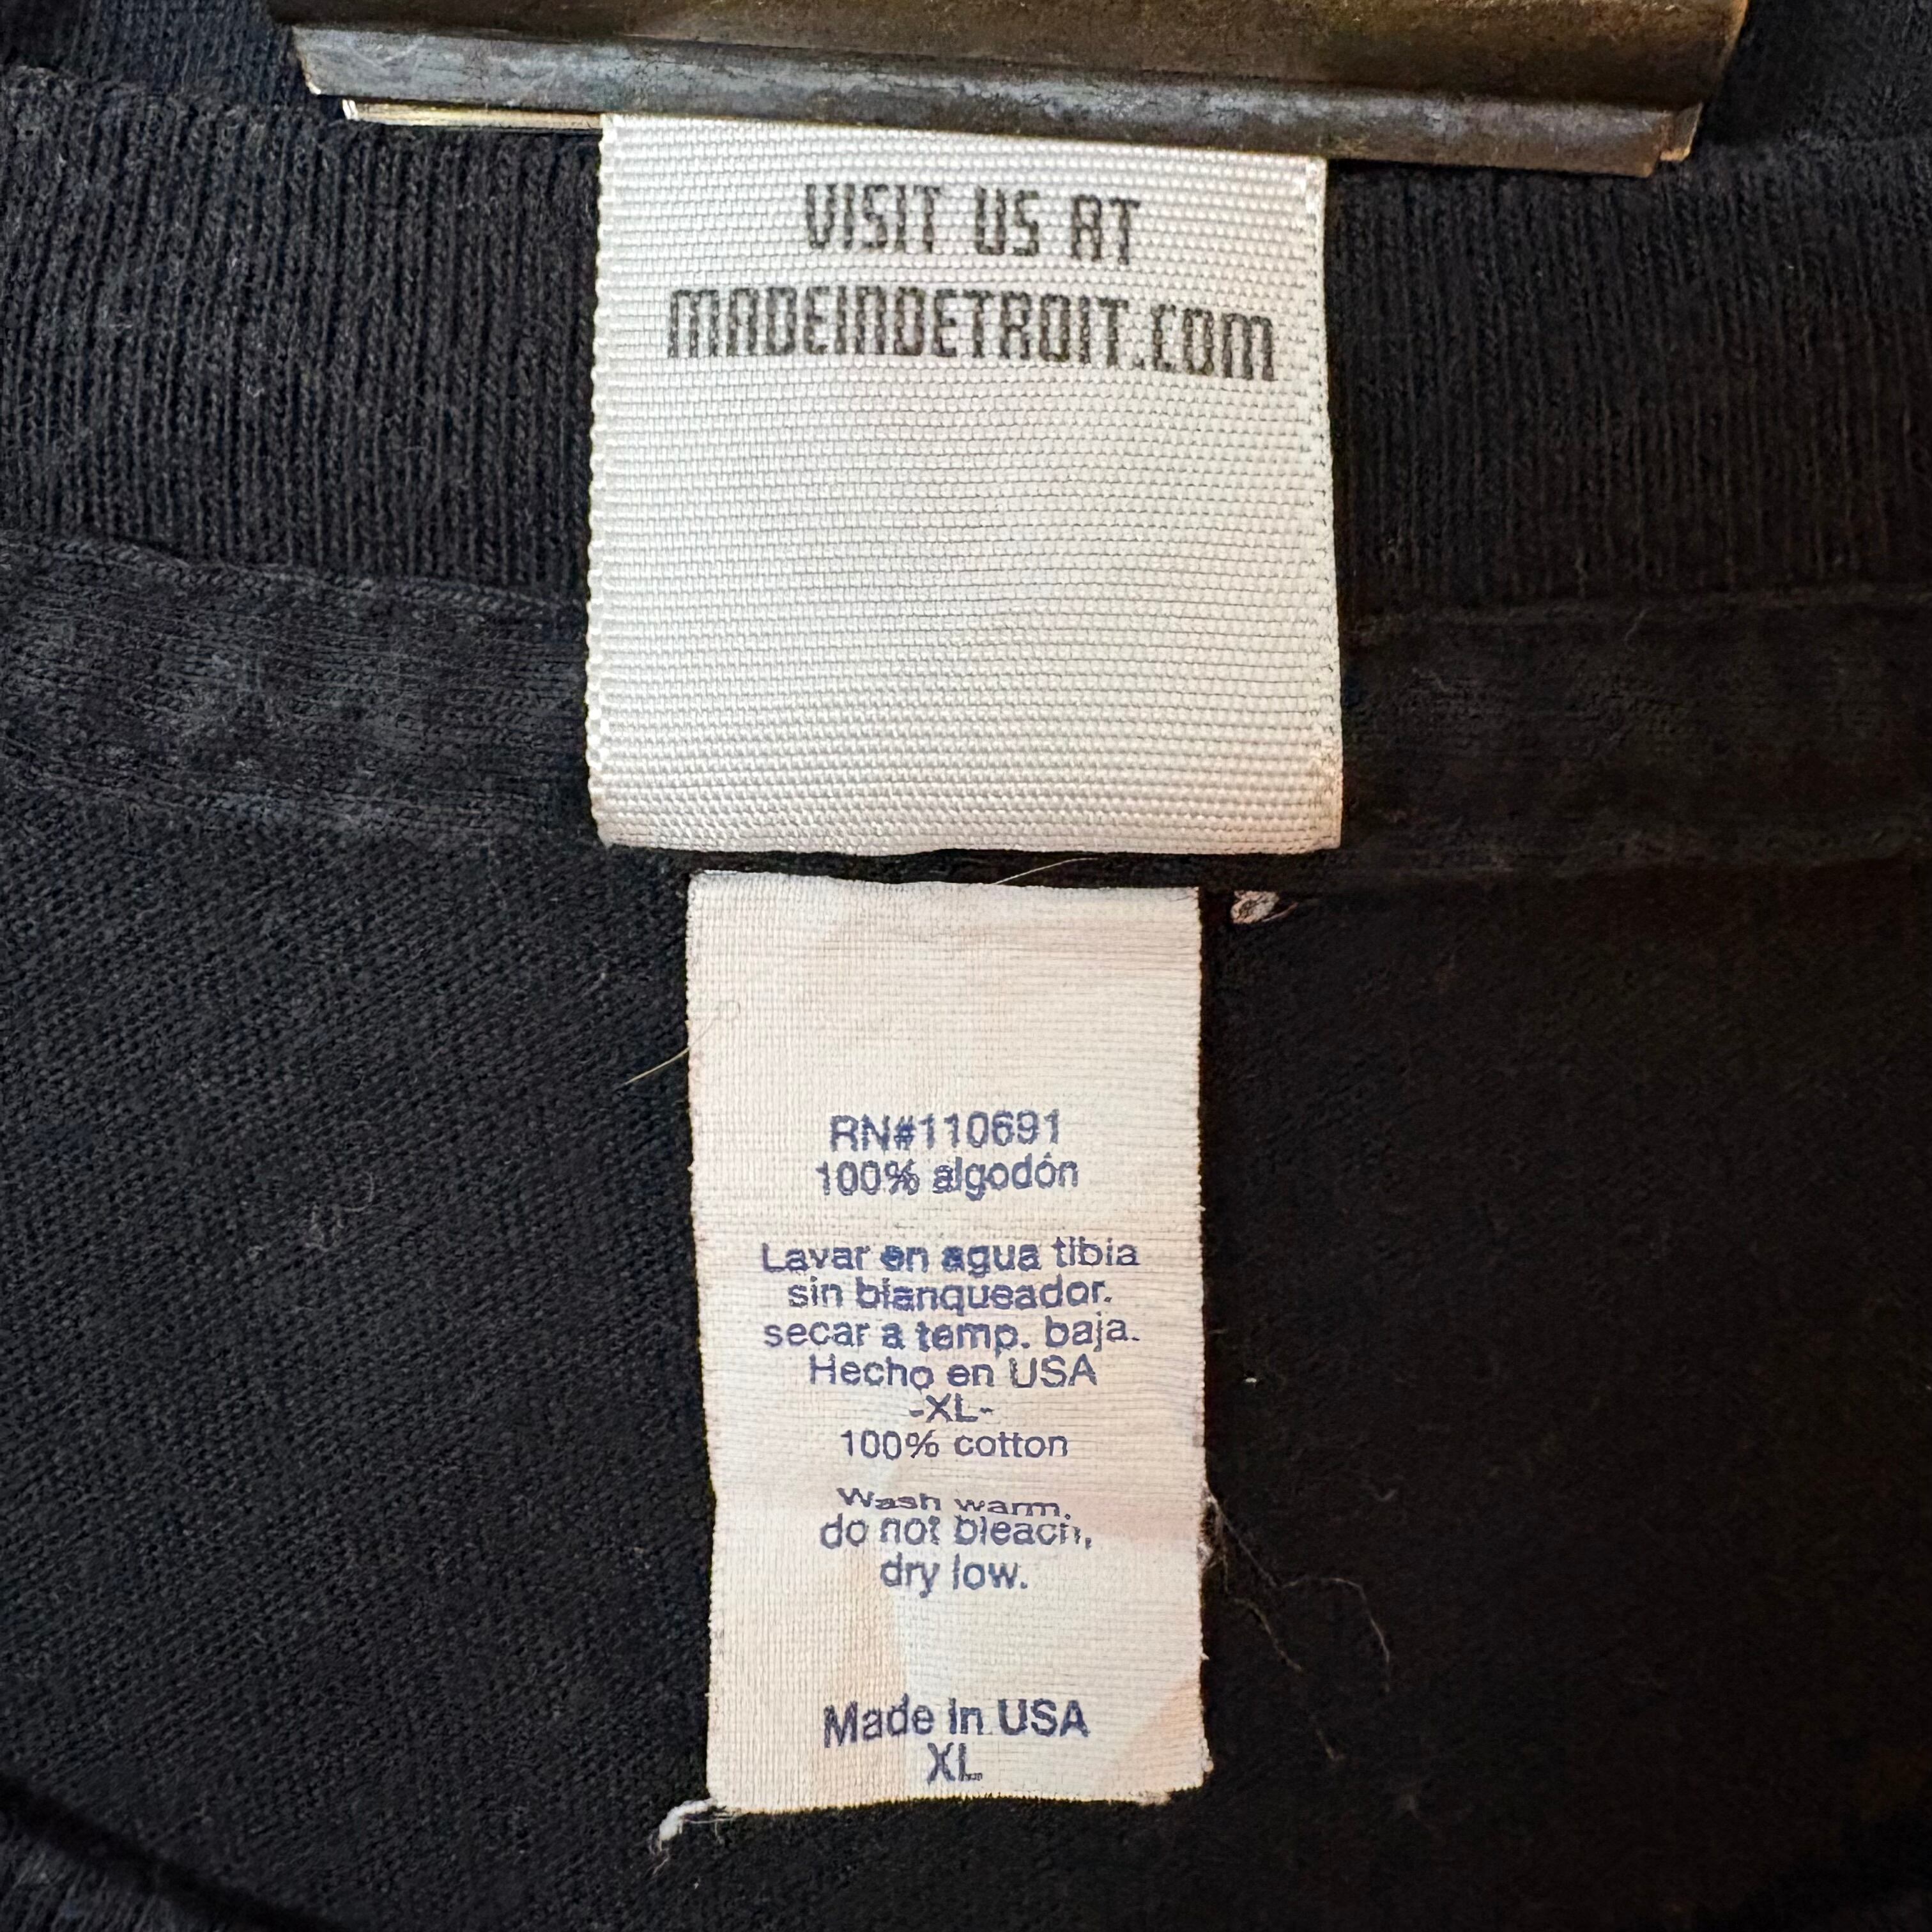 VISIT US AT
MADEINDETROIT.COM
RN#110691
100% algodón
Lavar en agua tibia
sin blanqueador.
secar a temp. baja.
Hecho en USA
-XL-
100% cotton
Wash warm,
do not bleach,
dry low.
Made in USA
XL